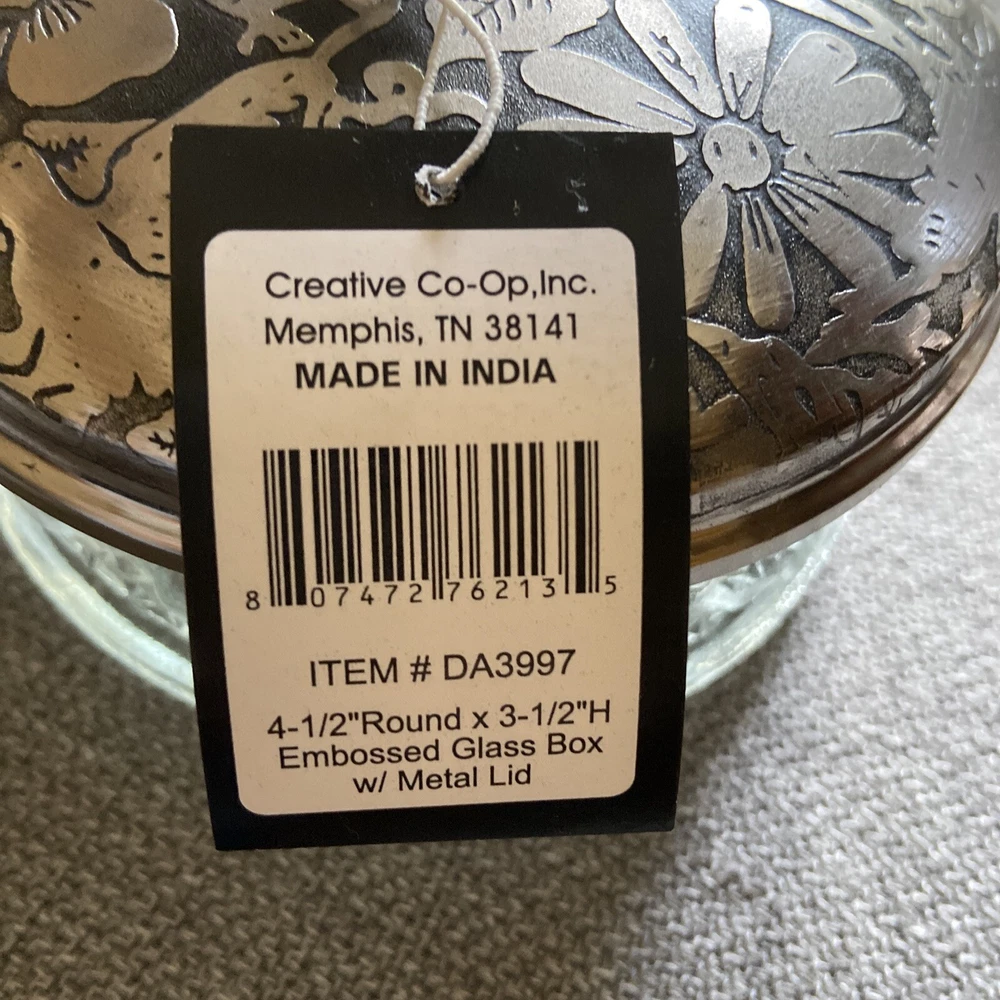 Creative Co-Op,Inc.
Memphis, TN 38141
MADE IN INDIA
8 07472 76213 5
ITEM # DA3997
4-1/2"Round x 3-1/2"H
Embossed Glass Box
w/ Metal Lid